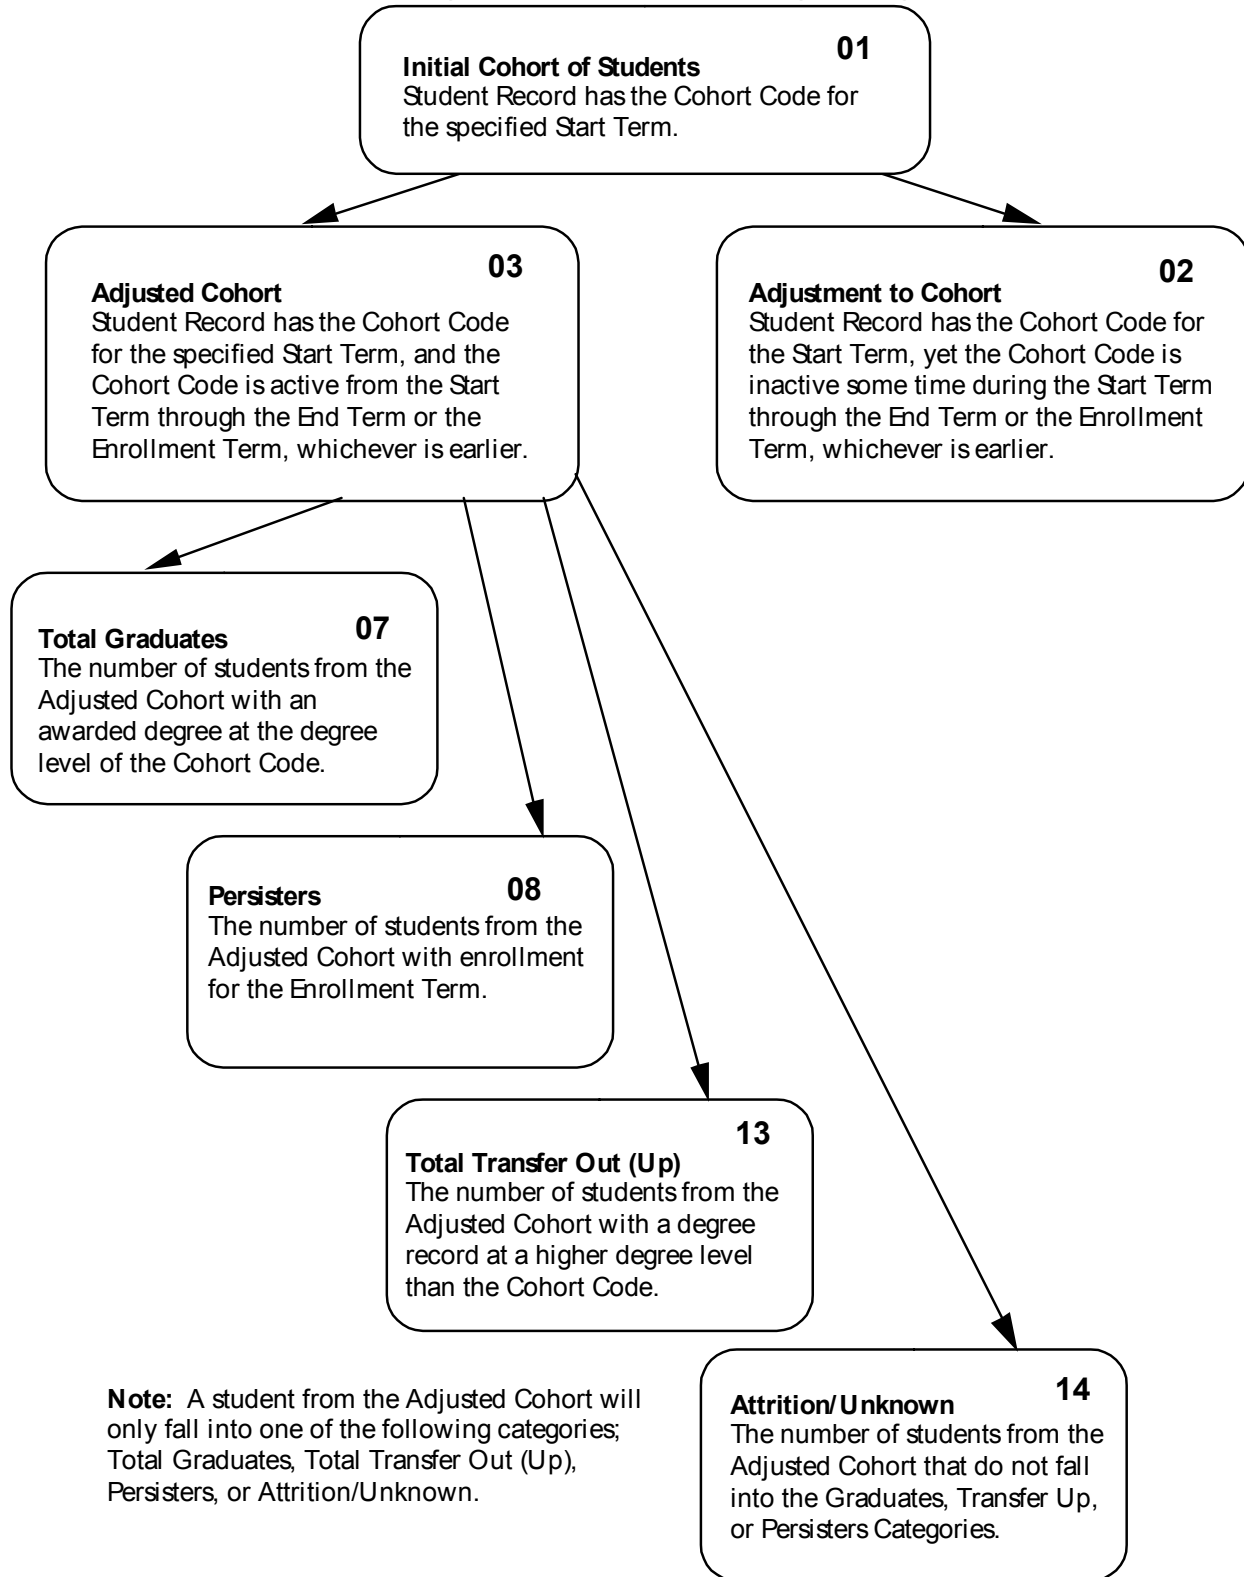 01
Initial Cohort of Students
Student Record has the Cohort Code for
the specified Start Term.
03
Adjusted Cohort
Student Record has the Cohort Code
for the specified Start Term, and the
Cohort Code is active from the Start
Term through the End Term or the
Enrollment Term, whichever is earlier.
02
Adjustment to Cohort
Student Record has the Cohort Code for
the Start Term, yet the Cohort Code is
inactive some time during the Start Term
through the End Term or the Enrollment
Term, whichever is earlier.
07
Total Graduates
The number of students from the
Adjusted Cohort with an
awarded degree at the degree
level of the Cohort Code.
08
Persisters
The number of students from the
Adjusted Cohort with enrollment
for the Enrollment Term.
13
Total Transfer Out (Up)
The number of students from the
Adjusted Cohort with a degree
record at a higher degree level
than the Cohort Code.
14
Attrition/Unknown
The number of students from the
Adjusted Cohort that do not fall
into the Graduates, Transfer Up,
or Persisters Categories.
Note: A student from the Adjusted Cohort will
only fall into one of the following categories;
Total Graduates, Total Transfer Out (Up),
Persisters, or Attrition/Unknown.